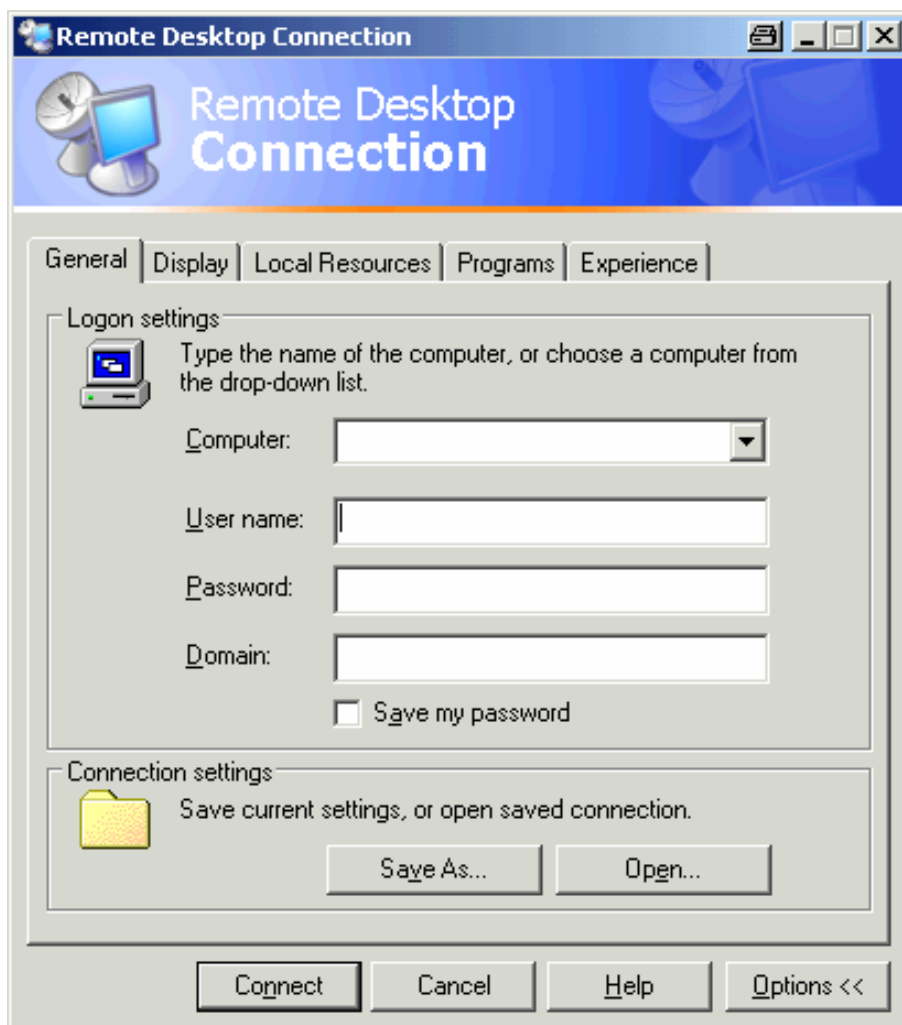 Remote Desktop Connection
Remote Desktop
Connection
General Display Local Resources Programs Experience
Logon settings
Type the name of the computer, or choose a computer from
the drop-down list.
Computer:
User name:
Password:
Domain:
Save my password
Connection settings
Save current settings, or open saved connection.
Save As... Open...
Connect Cancel Help Options <<